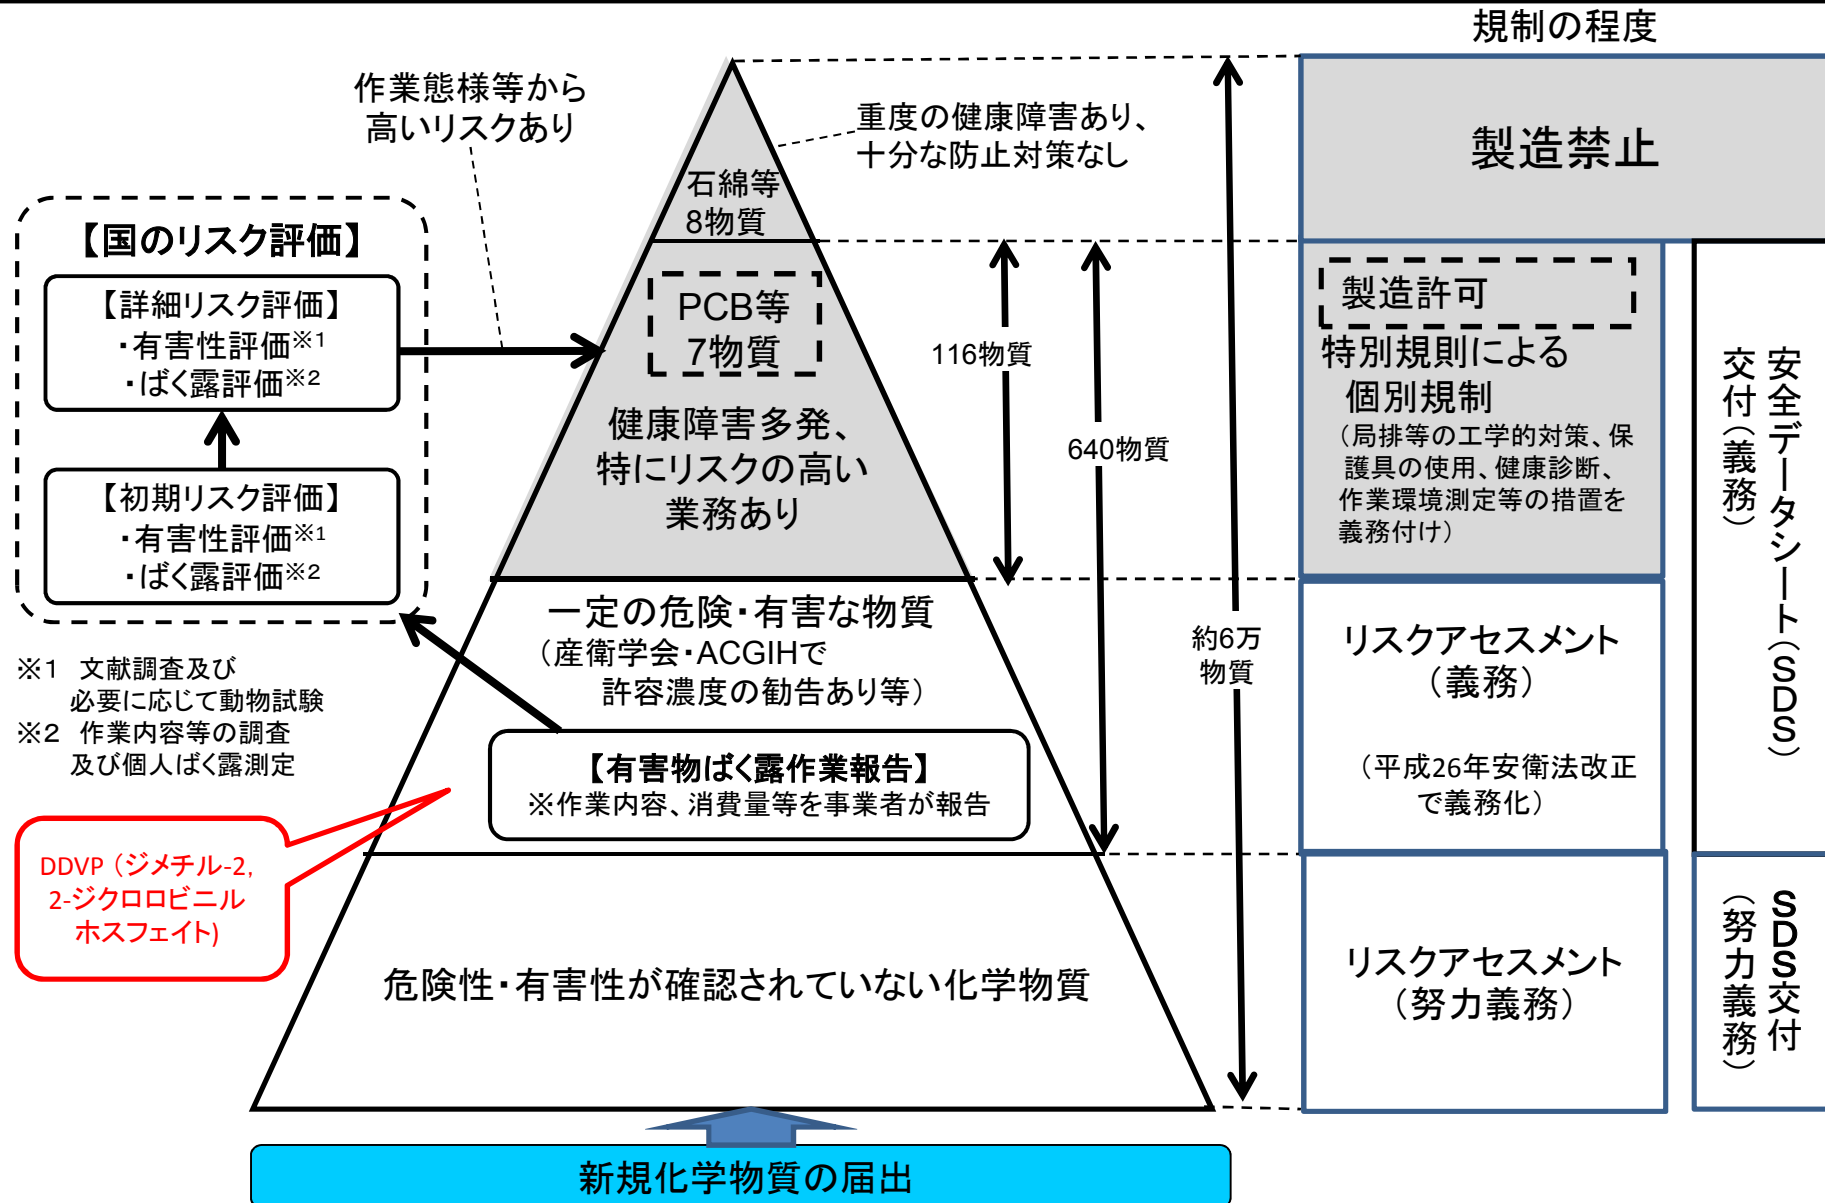 規制の程度
作業態様等から
高いリスクあり
重度の健康障害あり、
十分な防止対策なし
製造禁止
石綿等
8物質
【国のリスク評価】
【詳細リスク評価】
・有害性評価※1
・ばく露評価※2
【初期リスク評価】
・有害性評価※1
・ばく露評価※2
※1 文献調査及び
必要に応じて動物試験
※2 作業内容等の調査
及び個人ばく露測定
PCB等
7物質
健康障害多発、
特にリスクの高い
業務あり
116物質
640物質
約6万
物質
製造許可
特別規則による
個別規制
（局排等の工学的対策、保
護具の使用、健康診断、
作業環境測定等の措置を
義務付け）
安全データシート（SDS）
交付（義務）
一定の危険・有害な物質
（産衛学会・ACGIHで
許容濃度の勧告あり等）
【有害物ばく露作業報告】
※作業内容、消費量等を事業者が報告
リスクアセスメント
（義務）
（平成26年安衛法改正
で義務化）
DDVP（ジメチル-2,
2-ジクロロビニル
ホスフェイト)
危険性・有害性が確認されていない化学物質
リスクアセスメント
（努力義務）
SDS交付
（努力義務）
新規化学物質の届出